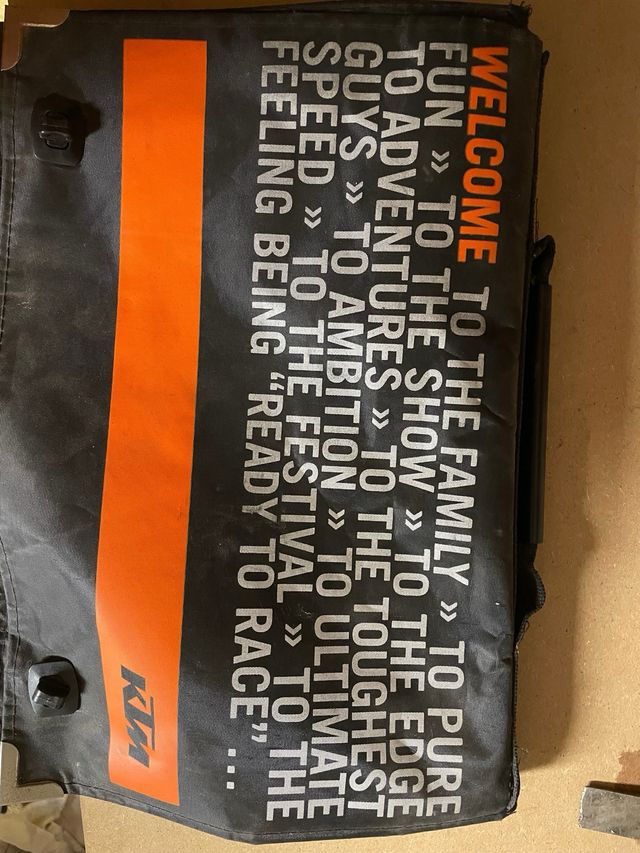 WELCOME TO THE FAMILY » TO PURE
FUN » TO THE SHOW » TO THE EDGE
TO ADVENTURES » TO THE TOUGHEST
GUYS » TO AMBITION » TO ULTIMATE
SPEED » TO THE FESTIVAL » TO THE
FEELING BEING “READY TO RACE” ...
KTM